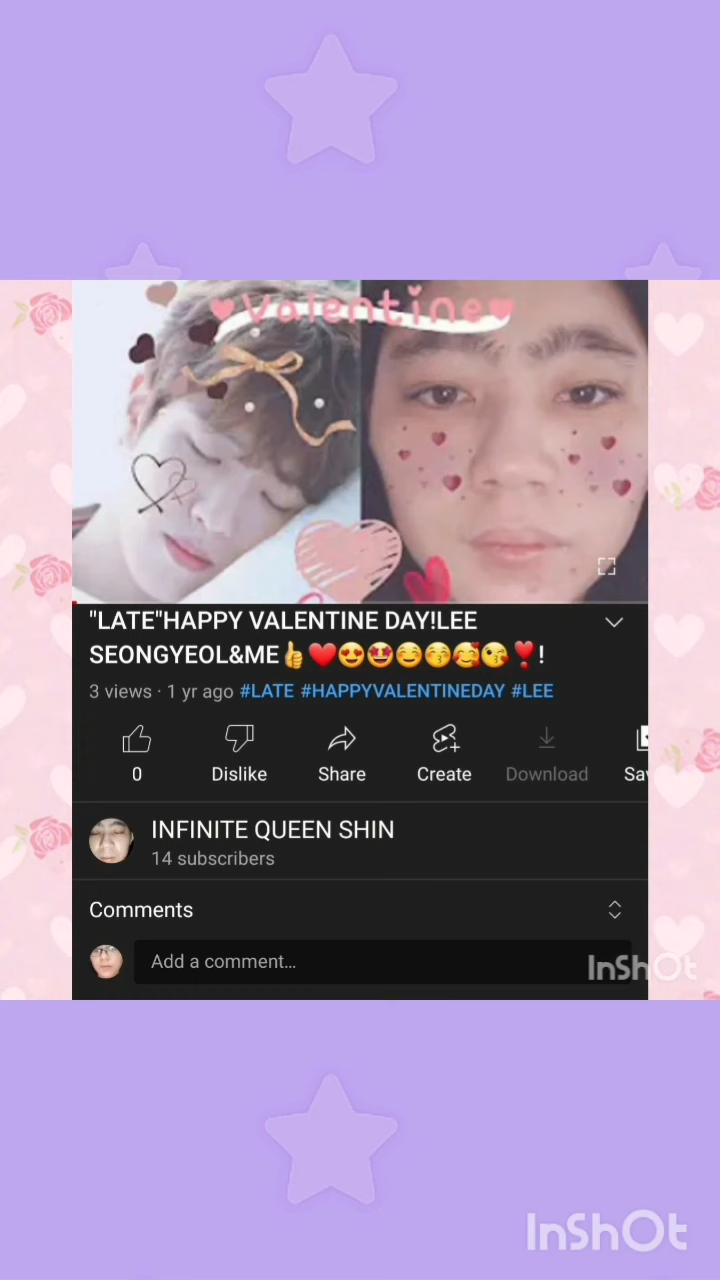 Valentine
"LATE"HAPPY VALENTINE DAY!LEE
SEONGYEOL&ME👍❤️😍🤩☺️😚🥰😘❣️!
3 views · 1 yr ago #LATE #HAPPYVALENTINEDAY #LEE
0 Dislike Share Create Download Sav
INFINITE QUEEN SHIN
14 subscribers
Comments
Add a comment...
InShOt
InShOt